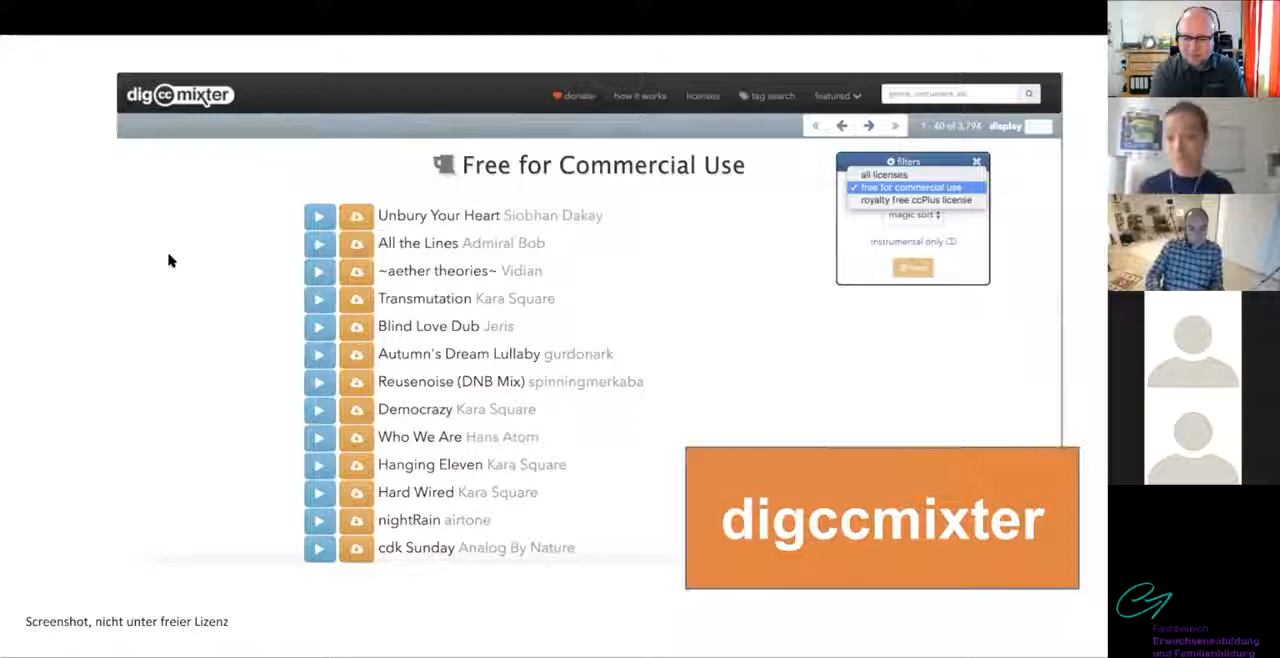 dig cc mixter
donate how it works licenses tag search featured
genre, instrument, etc.
1 - 40 of 3,794 display
Free for Commercial Use
filters
all licenses
✓ free for commercial use
royalty free ccPlus license
magic sort
instrumental only
Unbury Your Heart Siobhan Dakay
All the Lines Admiral Bob
~aether theories~ Vidian
Transmutation Kara Square
Blind Love Dub Jeris
Autumn's Dream Lullaby gurdonark
Reusenoise (DNB Mix) spinningmerkaba
Democrazy Kara Square
Who We Are Hans Atom
Hanging Eleven Kara Square
Hard Wired Kara Square
nightRain airtone
cdk Sunday Analog By Nature
digccmixter
Screenshot, nicht unter freier Lizenz
Fachbereich
Erwachsenenbildung
und Familienbildung